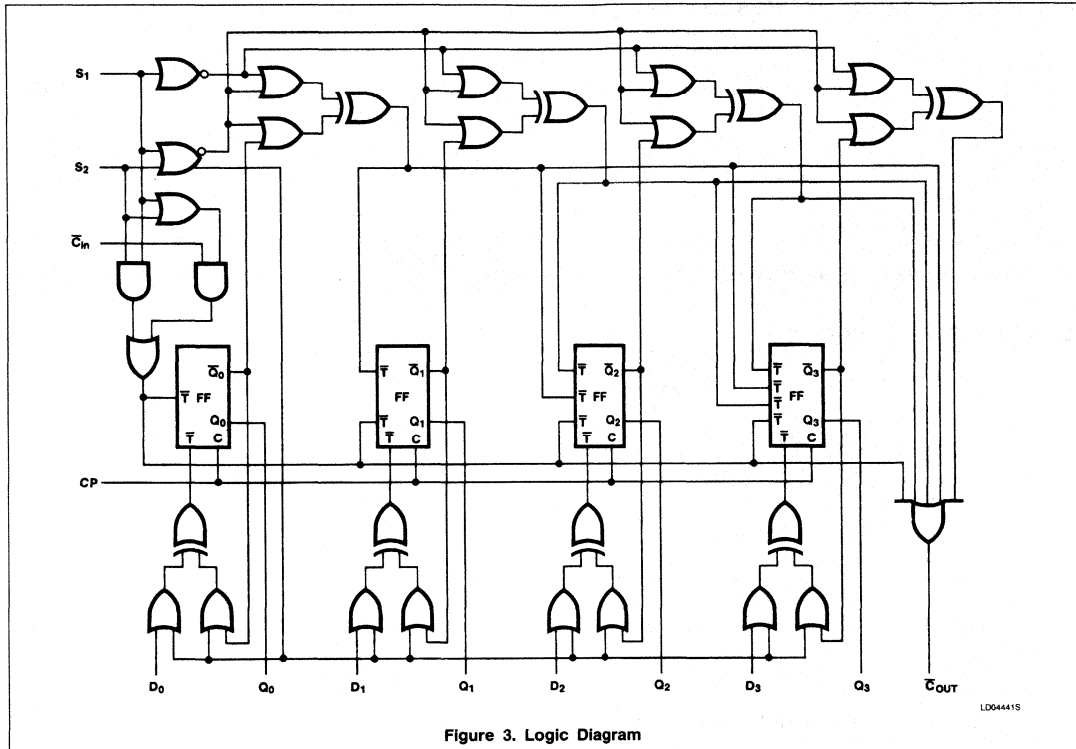 S1
S2
C̅in
T̅ FF Q̅0
Q0
T̅ C
T̅ Q̅1
FF
T̅ Q1
T̅ C
T̅ Q̅2
T̅ FF
T̅ Q2
T̅ C
T̅ Q̅3
T̅ FF
T̅
T̅ Q3
T̅ C
CP
D0 Q0 D1 Q1 D2 Q2 D3 Q3 C̅OUT
LD04441S
Figure 3. Logic Diagram